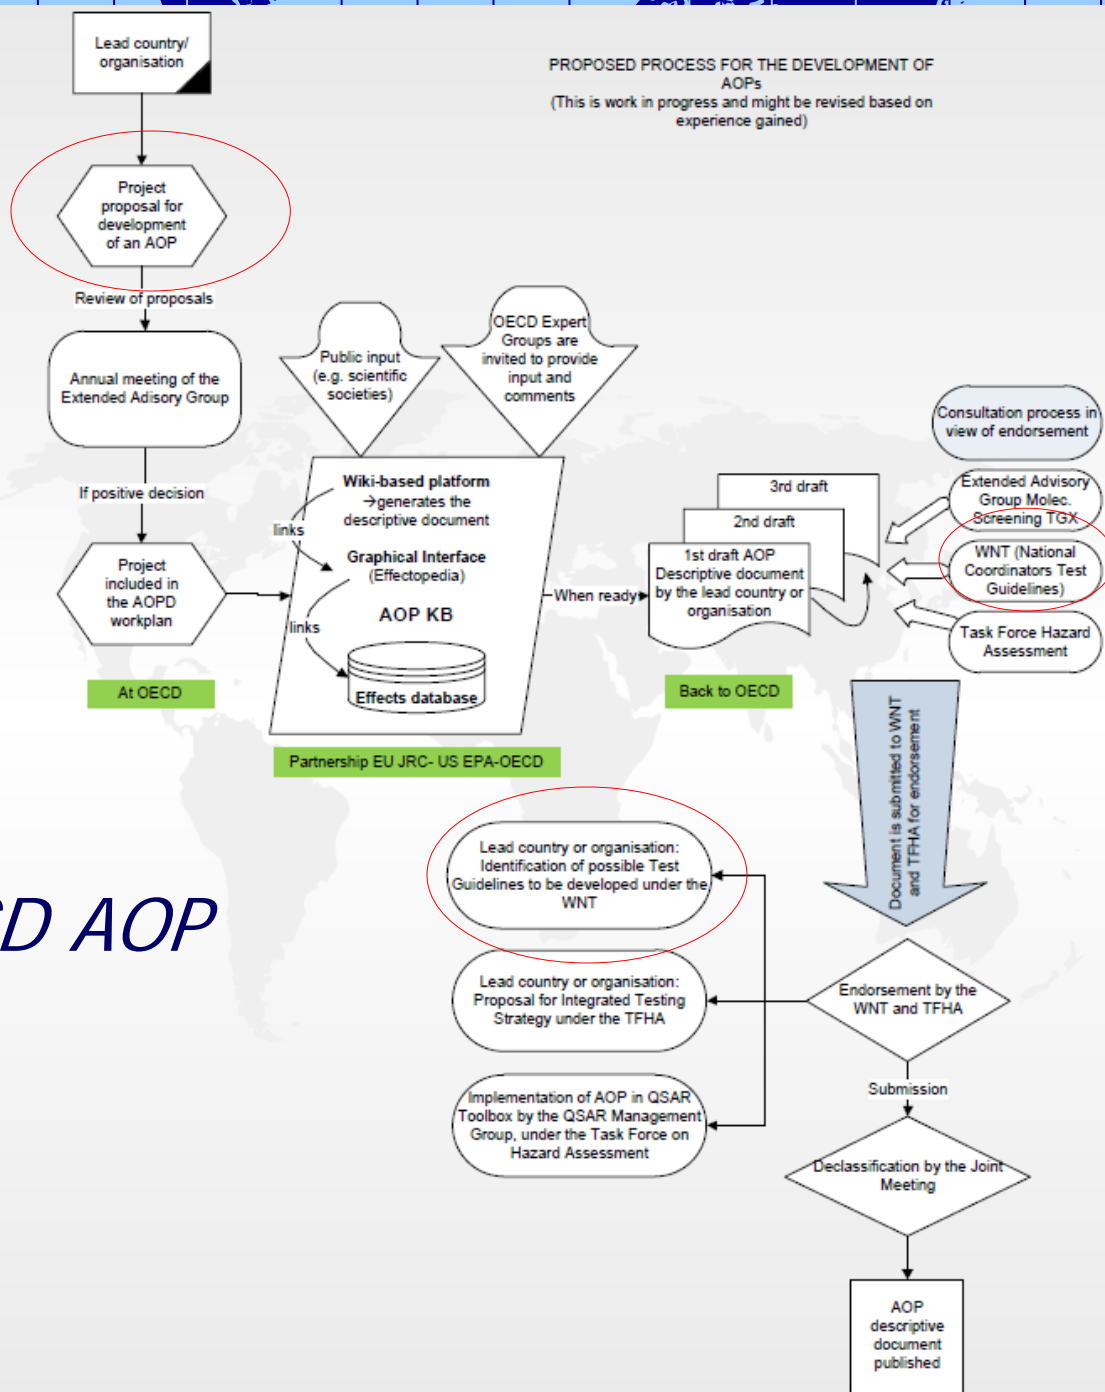 Lead country/
organisation
PROPOSED PROCESS FOR THE DEVELOPMENT OF
AOPs
(This is work in progress and might be revised based on
experience gained)
Project
proposal for
development
of an AOP
Review of proposals
Annual meeting of the
Extended Adisory Group
If positive decision
Project
included in
the AOPD
workplan
At OECD
Public input
(e.g. scientific
societies)
OECD Expert
Groups are
invited to provide
input and
comments
Wiki-based platform
→generates the
descriptive document
links
Graphical Interface
(Effectopedia)
AOP KB
links
Effects database
Partnership EU JRC- US EPA-OECD
When ready
3rd draft
2nd draft
1st draft AOP
Descriptive document
by the lead country or
organisation
Back to OECD
Consultation process in
view of endorsement
Extended Advisory
Group Molec.
Screening TGX
WNT (National
Coordinators Test
Guidelines)
Task Force Hazard
Assessment
Document is submitted to WNT
and TFHA for endorsement
Lead country or organisation:
Identification of possible Test
Guidelines to be developed under the
WNT
Lead country or organisation:
Proposal for Integrated Testing
Strategy under the TFHA
Implementation of AOP in QSAR
Toolbox by the QSAR Management
Group, under the Task Force on
Hazard Assessment
Endorsement by the
WNT and TFHA
Submission
Declassification by the Joint
Meeting
AOP
descriptive
document
published
CD AOP